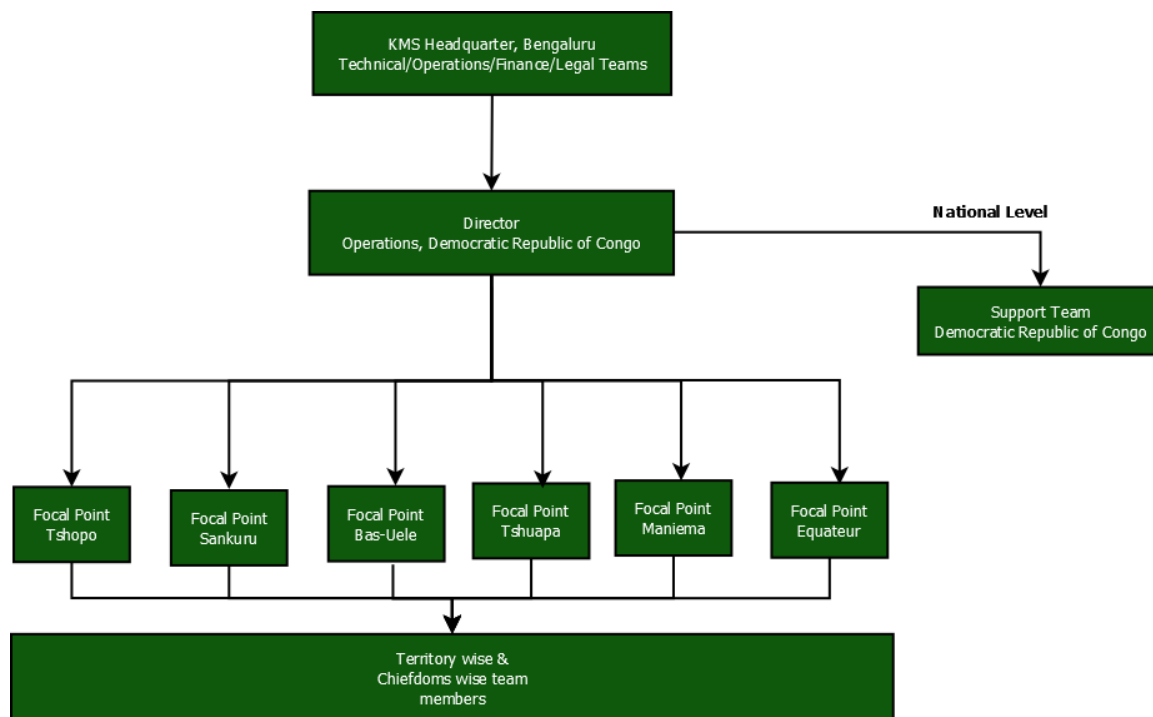 KMS Headquarter, Bengaluru
Technical/Operations/Finance/Legal Teams
Director
Operations, Democratic Republic of Congo
National Level
Support Team
Democratic Republic of Congo
Focal Point
Tshopo
Focal Point
Sankuru
Focal Point
Bas-Uele
Focal Point
Tshuapa
Focal Point
Maniema
Focal Point
Equateur
Territory wise &
Chiefdoms wise team
members